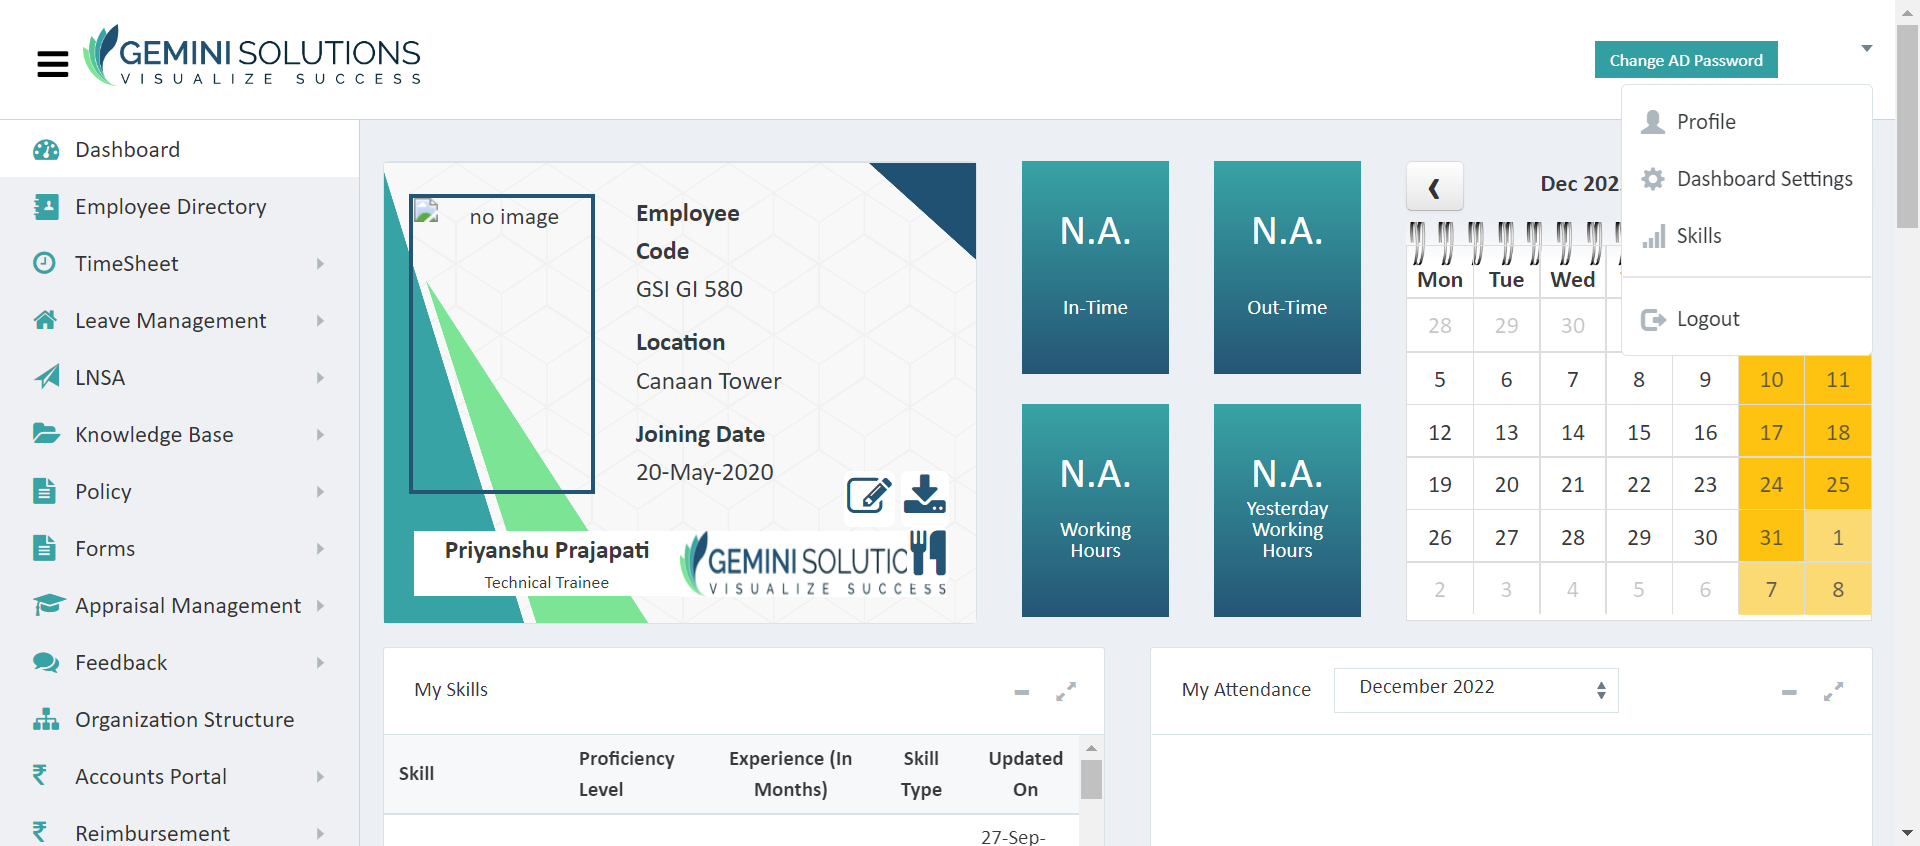 GEMINI SOLUTIONS
VISUALIZE SUCCESS
Change AD Password
Profile
Dashboard Settings
Skills
Logout
Dashboard
Employee Directory
TimeSheet
Leave Management
LNSA
Knowledge Base
Policy
Forms
Appraisal Management
Feedback
Organization Structure
Accounts Portal
Reimbursement
no image
Employee
Code
GSI GI 580
Location
Canaan Tower
Joining Date
20-May-2020
Priyanshu Prajapati
Technical Trainee
GEMINI SOLUTIC
VISUALIZE SUCCESS
N.A.
In-Time
N.A.
Out-Time
N.A.
Working
Hours
N.A.
Yesterday
Working
Hours
Dec 202
Mon Tue Wed
28 29 30
5 6 7 8 9 10 11
12 13 14 15 16 17 18
19 20 21 22 23 24 25
26 27 28 29 30 31 1
2 3 4 5 6 7 8
My Skills
Skill
Proficiency
Level
Experience (In
Months)
Skill
Type
Updated
On
27-Sep-
My Attendance
December 2022